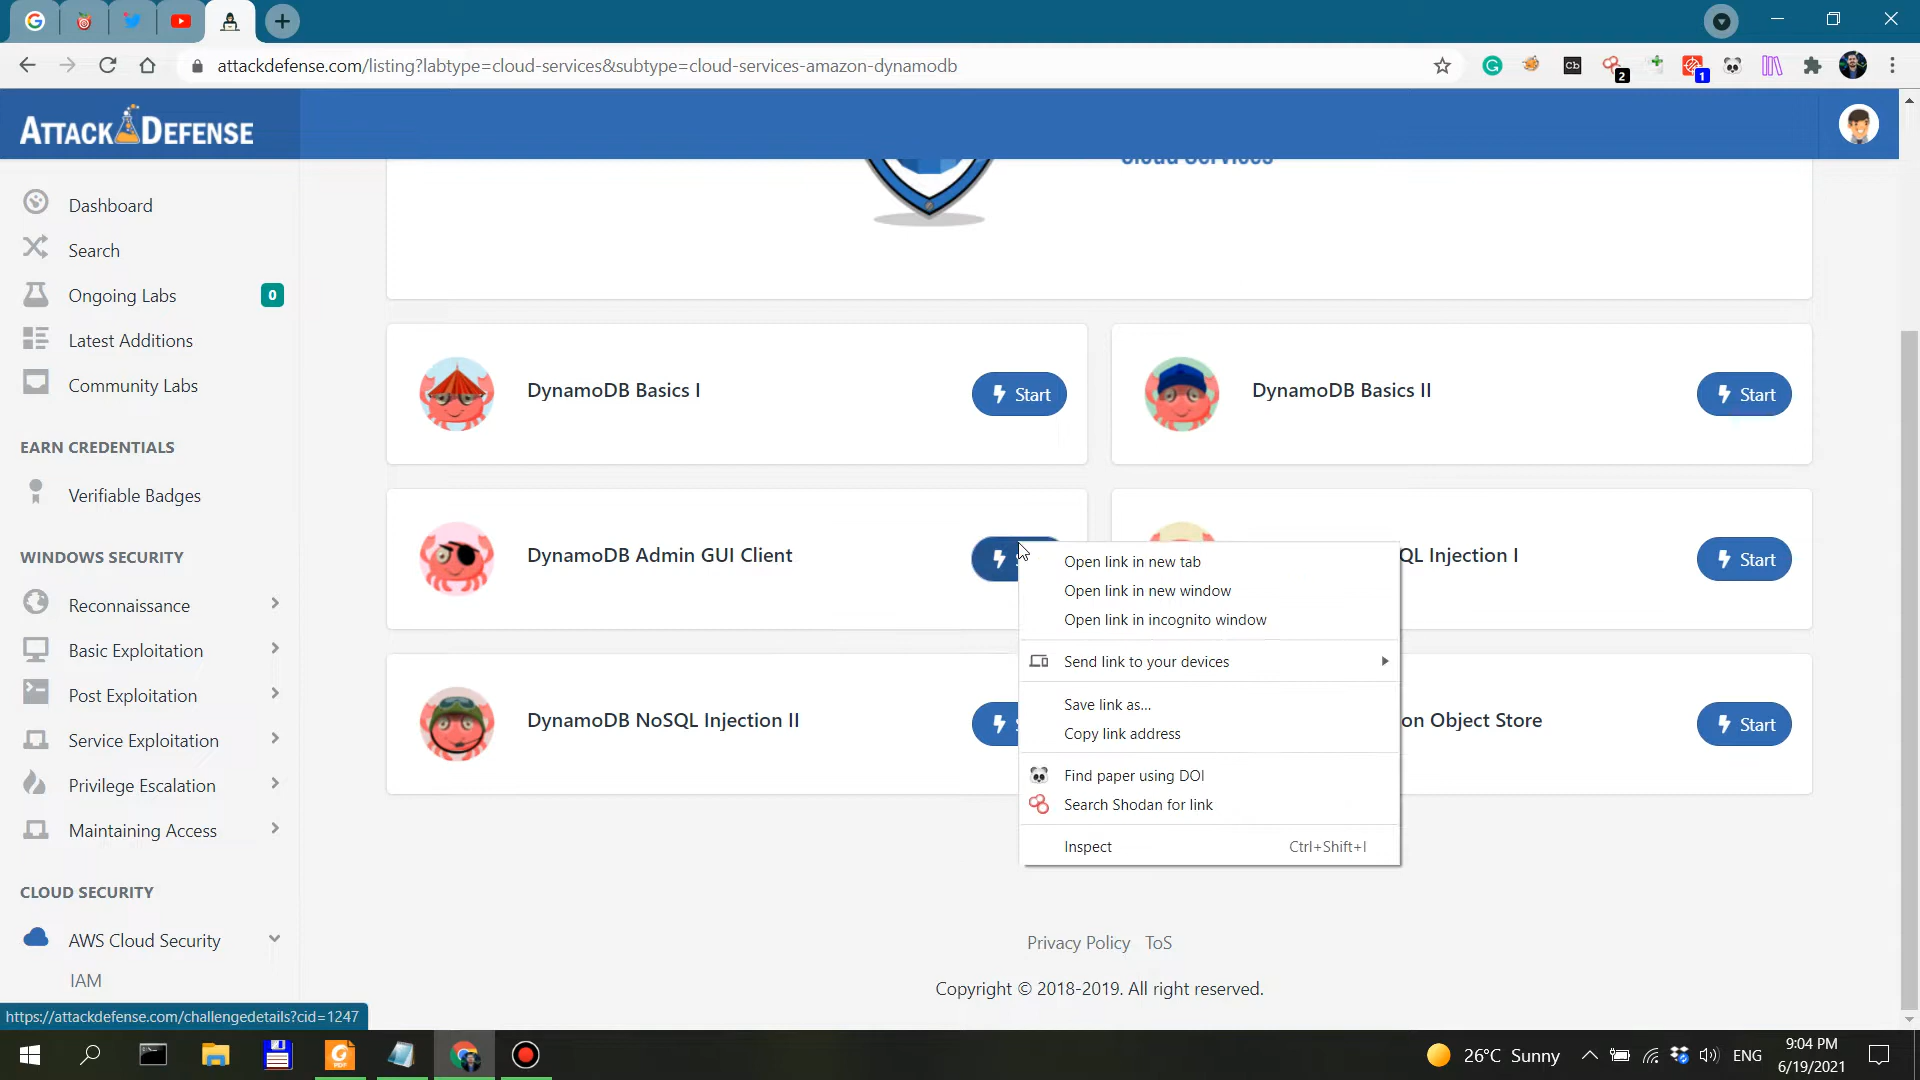 attackdefense.com/listing?labtype=cloud-services&subtype=cloud-services-amazon-dynamodb
cb
2
1
ATTACK DEFENSE
Cloud Services
Dashboard
Search
Ongoing Labs 0
Latest Additions
Community Labs
EARN CREDENTIALS
Verifiable Badges
WINDOWS SECURITY
Reconnaissance
Basic Exploitation
Post Exploitation
Service Exploitation
Privilege Escalation
Maintaining Access
CLOUD SECURITY
AWS Cloud Security
IAM
DynamoDB Basics I
Start
DynamoDB Basics II
Start
DynamoDB Admin GUI Client
QL Injection I
Start
DynamoDB NoSQL Injection II
on Object Store
Start
Open link in new tab
Open link in new window
Open link in incognito window
Send link to your devices
Save link as...
Copy link address
Find paper using DOI
Search Shodan for link
Inspect Ctrl+Shift+I
Privacy Policy ToS
Copyright © 2018-2019. All right reserved.
https://attackdefense.com/challengedetails?cid=1247
26°C Sunny
ENG
9:04 PM
6/19/2021